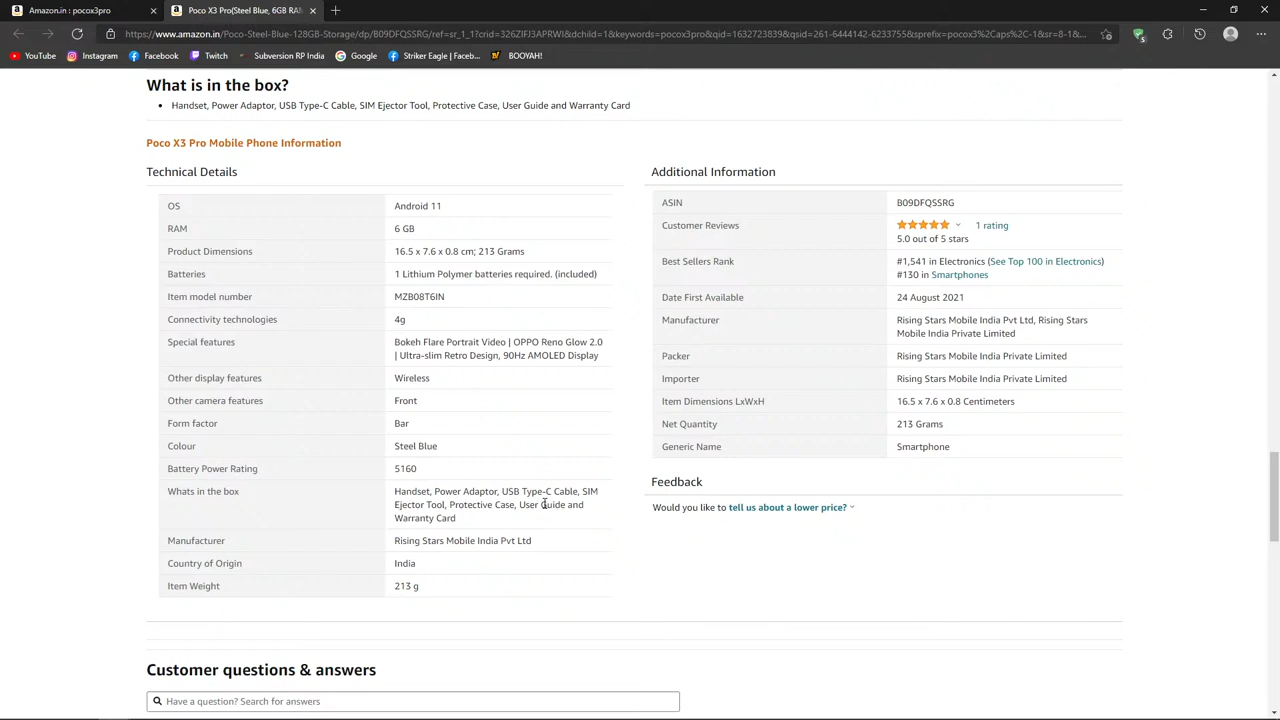 Amazon.in : pocox3pro
Poco X3 Pro(Steel Blue, 6GB RAM
https://www.amazon.in/Poco-Steel-Blue-128GB-Storage/dp/B09DFQSSRG/ref=sr_1_1?crid=326ZIFJ3APRWI&dchild=1&keywords=pocox3pro&qid=1632723839&qsid=261-6444142-6233755&sprefix=pocox3%2Caps%2C-1&sr=8-1&...
YouTube
Instagram
Facebook
Twitch
Subversion RP India
Google
Striker Eagle | Faceb...
BOOYAH!
What is in the box?
• Handset, Power Adaptor, USB Type-C Cable, SIM Ejector Tool, Protective Case, User Guide and Warranty Card
Poco X3 Pro Mobile Phone Information
Technical Details
OS Android 11
RAM 6 GB
Product Dimensions 16.5 x 7.6 x 0.8 cm; 213 Grams
Batteries 1 Lithium Polymer batteries required. (included)
Item model number MZB08T6IN
Connectivity technologies 4g
Special features Bokeh Flare Portrait Video | OPPO Reno Glow 2.0
| Ultra-slim Retro Design, 90Hz AMOLED Display
Other display features Wireless
Other camera features Front
Form factor Bar
Colour Steel Blue
Battery Power Rating 5160
Whats in the box Handset, Power Adaptor, USB Type-C Cable, SIM
Ejector Tool, Protective Case, User Guide and
Warranty Card
Manufacturer Rising Stars Mobile India Pvt Ltd
Country of Origin India
Item Weight 213 g
Additional Information
ASIN B09DFQSSRG
Customer Reviews 1 rating
5.0 out of 5 stars
Best Sellers Rank #1,541 in Electronics (See Top 100 in Electronics)
#130 in Smartphones
Date First Available 24 August 2021
Manufacturer Rising Stars Mobile India Pvt Ltd, Rising Stars
Mobile India Private Limited
Packer Rising Stars Mobile India Private Limited
Importer Rising Stars Mobile India Private Limited
Item Dimensions LxWxH 16.5 x 7.6 x 0.8 Centimeters
Net Quantity 213 Grams
Generic Name Smartphone
Feedback
Would you like to tell us about a lower price?
Customer questions & answers
Have a question? Search for answers